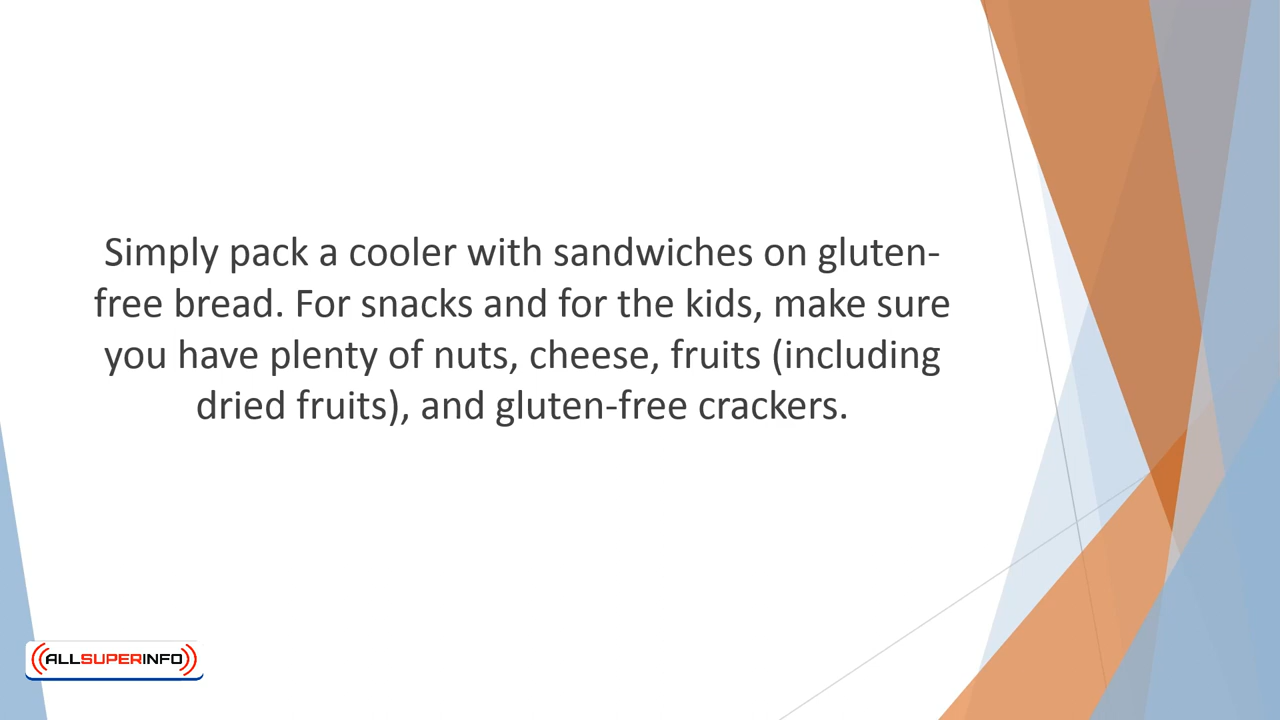 Simply pack a cooler with sandwiches on gluten-
free bread. For snacks and for the kids, make sure
you have plenty of nuts, cheese, fruits (including
dried fruits), and gluten-free crackers.
ALLSUPERINFO